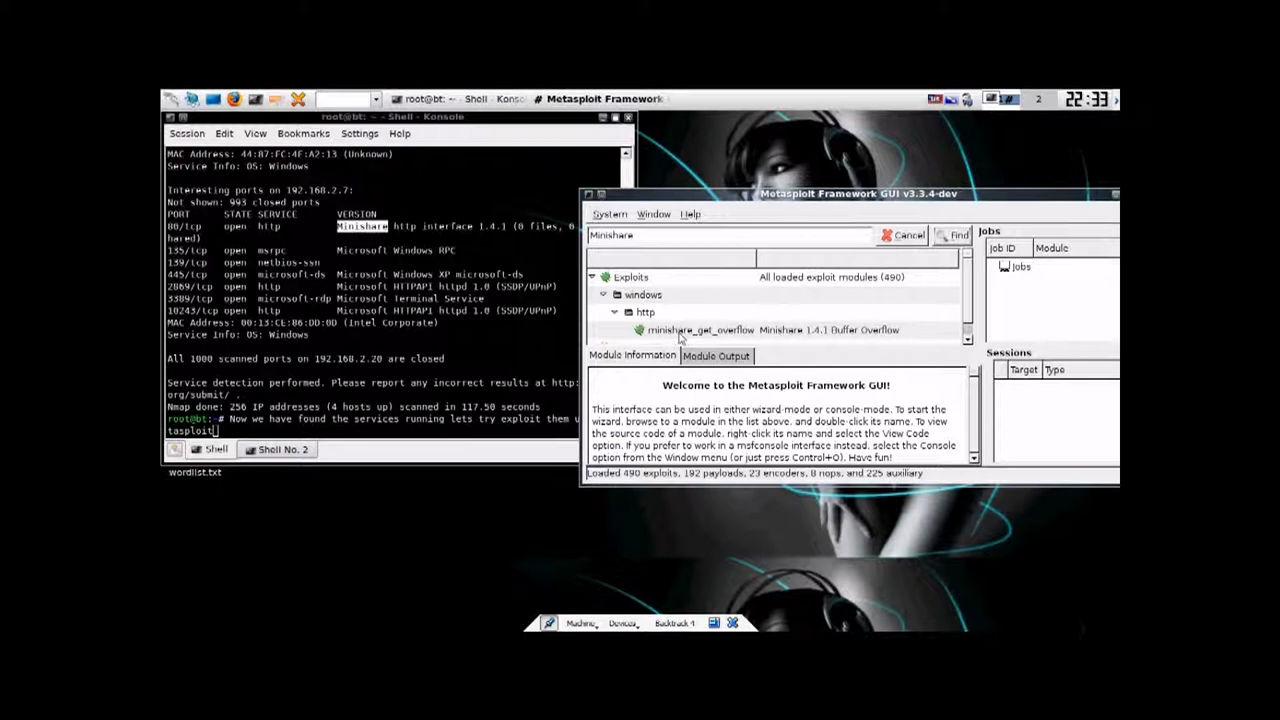 root@bt: ~ - Shell - Konsc
# Metasploit Framework
2
22:33
root@bt: ~ - Shell - Konsole
Session Edit View Bookmarks Settings Help
MAC Address: 44:87:FC:4F:A2:13 (Unknown)
Service Info: OS: Windows
Interesting ports on 192.168.2.7:
Not shown: 993 closed ports
PORT STATE SERVICE VERSION
80/tcp open http Minishare http interface 1.4.1 (0 files, 0
hared)
135/tcp open msrpc Microsoft Windows RPC
139/tcp open netbios-ssn
445/tcp open microsoft-ds Microsoft Windows XP microsoft-ds
2869/tcp open http Microsoft HTTPAPI httpd 1.0 (SSDP/UPnP)
3389/tcp open microsoft-rdp Microsoft Terminal Service
10243/tcp open http Microsoft HTTPAPI httpd 1.0 (SSDP/UPnP)
MAC Address: 00:13:CE:86:DD:0D (Intel Corporate)
Service Info: OS: Windows
All 1000 scanned ports on 192.168.2.20 are closed
Service detection performed. Please report any incorrect results at http:
org/submit/ .
Nmap done: 256 IP addresses (4 hosts up) scanned in 117.50 seconds
root@bt:~# Now we have found the services running lets try exploit them u
tasploit
Shell Shell No. 2
wordlist.txt
Metasploit Framework GUI v3.3.4-dev
System Window Help
Minishare
Cancel Find
Exploits All loaded exploit modules (490)
windows
http
minishare_get_overflow Minishare 1.4.1 Buffer Overflow
Module Information Module Output
Welcome to the Metasploit Framework GUI!
This interface can be used in either wizard-mode or console-mode. To start the
wizard, browse to a module in the list above, and double-click its name. To view
the source code of a module, right-click its name and select the View Code
option. If you prefer to work in a msfconsole interface instead, select the Console
option from the Window menu (or just press Control+O). Have fun!
Loaded 490 exploits, 192 payloads, 23 encoders, 8 nops, and 225 auxiliary
Jobs
Job ID Module
Jobs
Sessions
Target Type
Machine Devices Backtrack 4